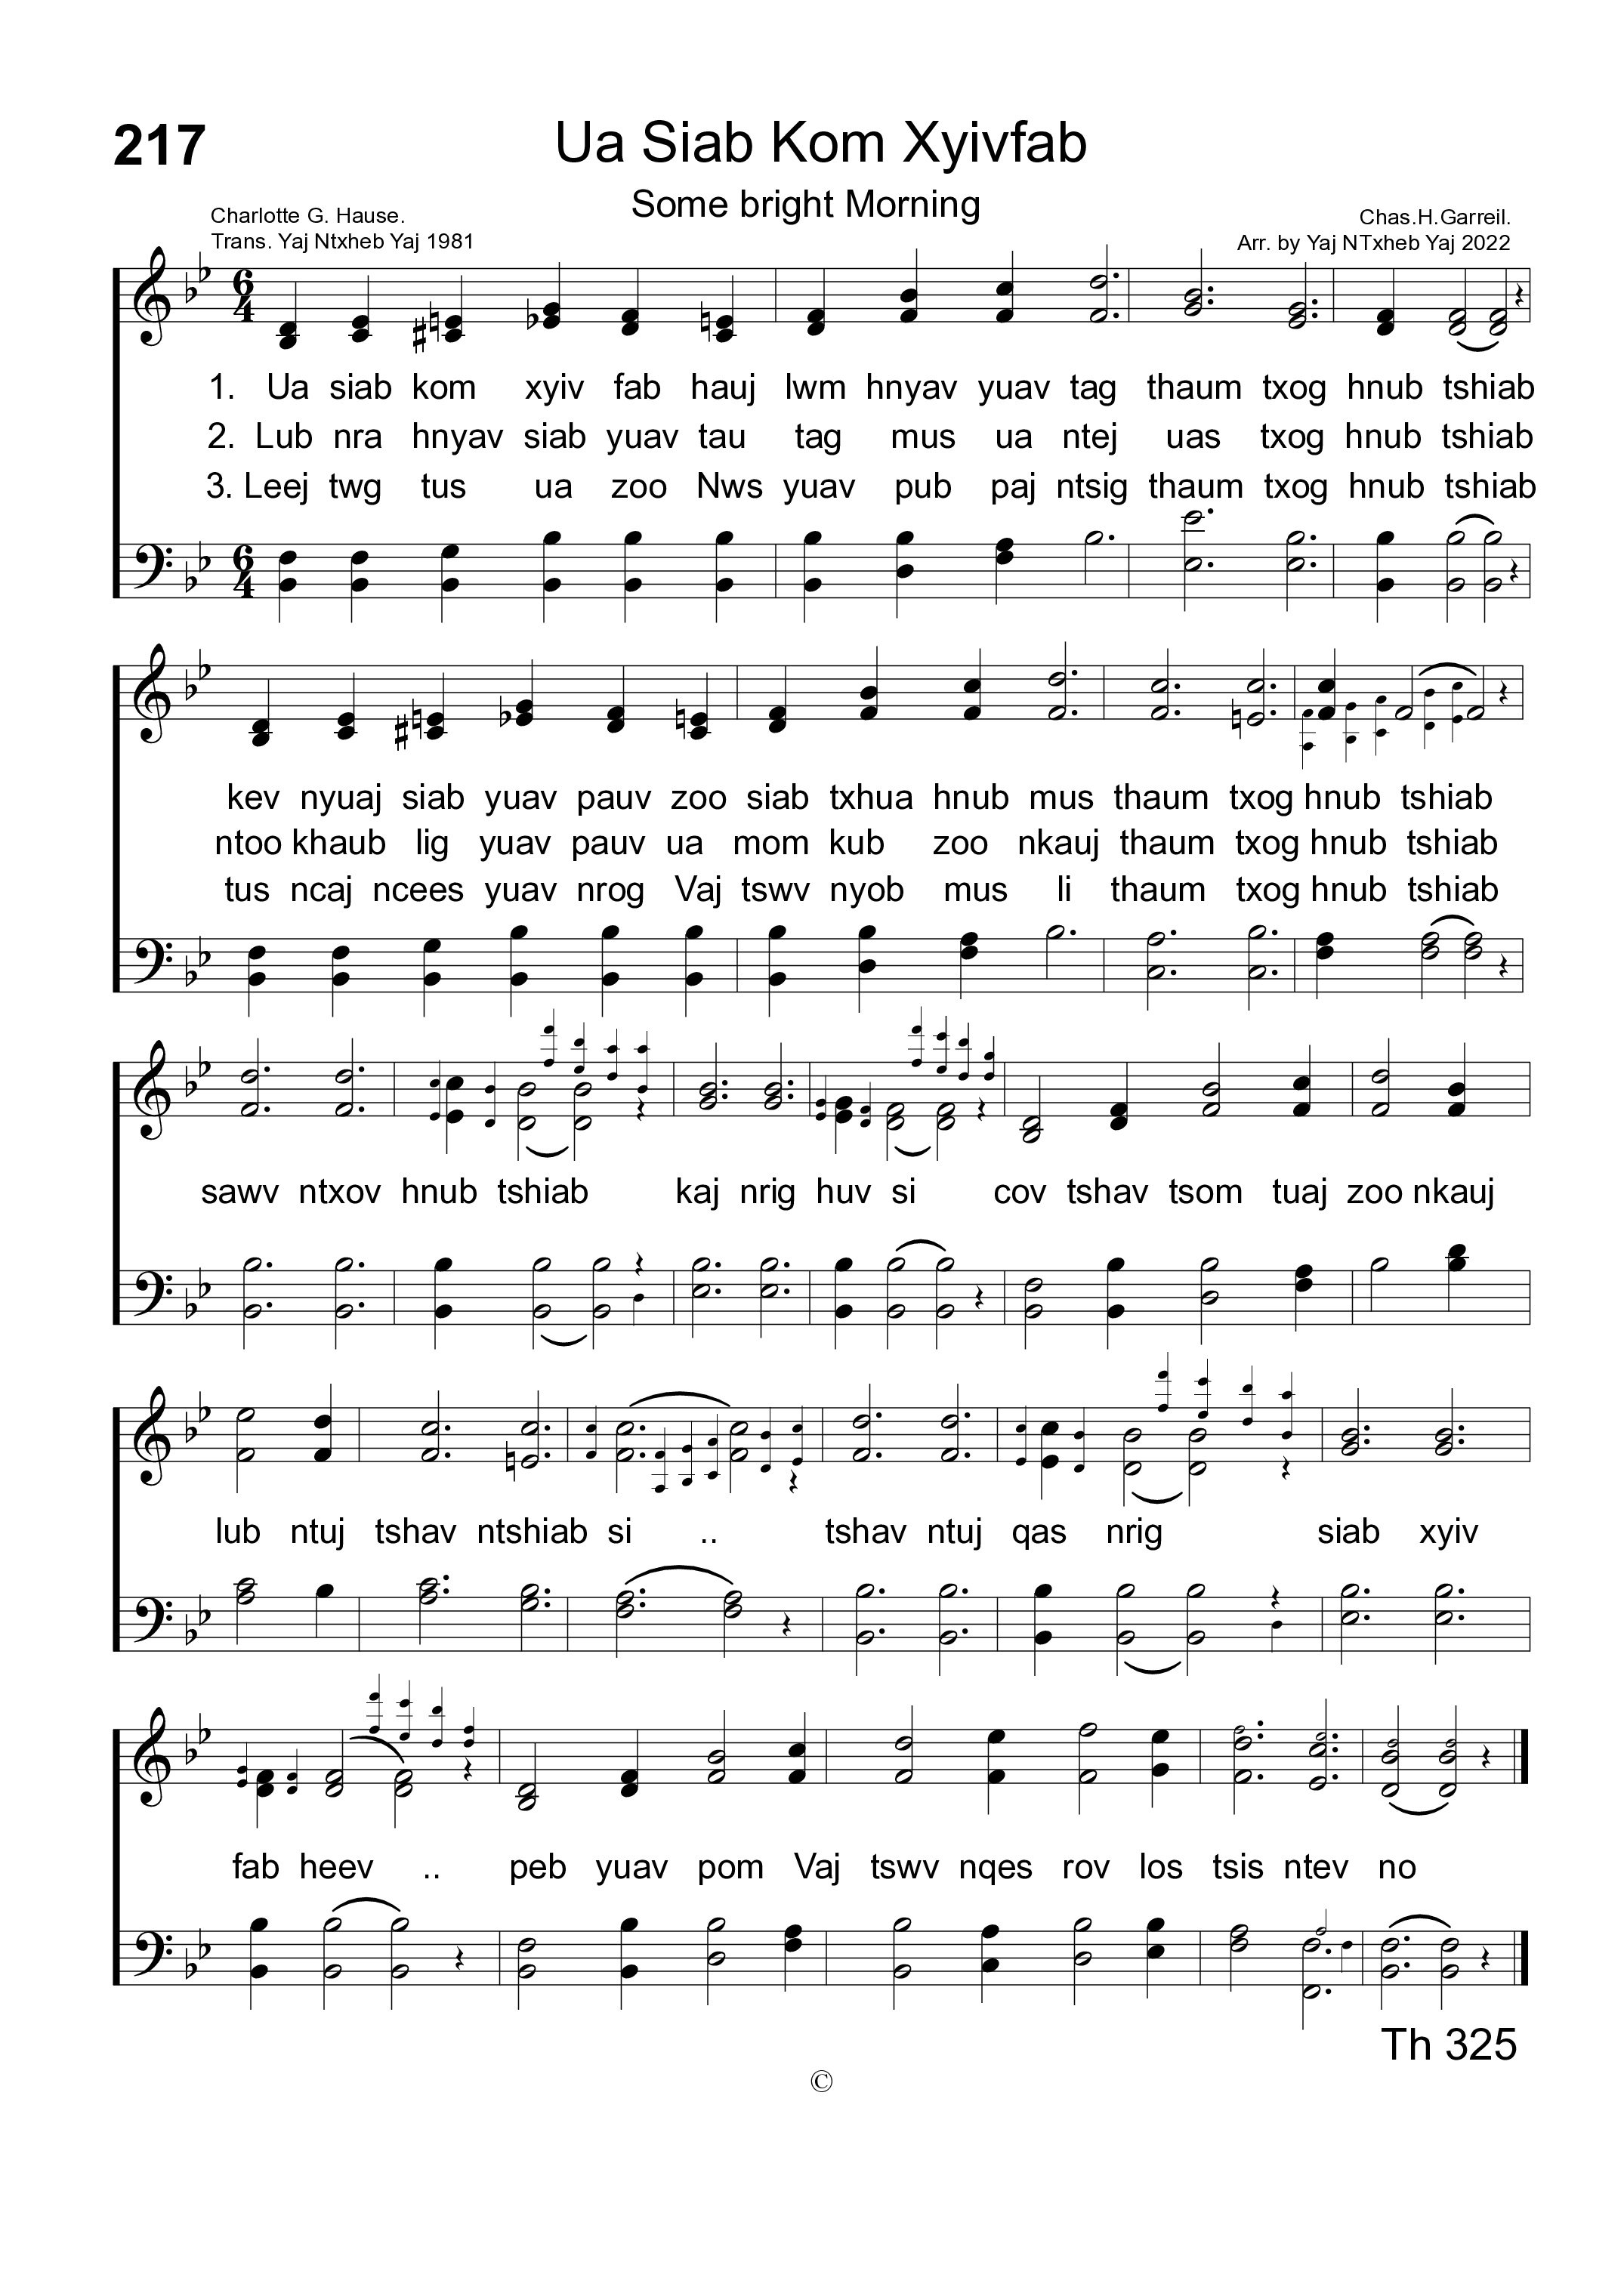 217
Ua Siab Kom Xyivfab
Some bright Morning
Charlotte G. Hause.
Trans. Yaj Ntxheb Yaj 1981
Chas.H.Garreil.
Arr. by Yaj NTxheb Yaj 2022
1. Ua siab kom xyiv fab hauj lwm hnyav yuav tag thaum txog hnub tshiab
2. Lub nra hnyav siab yuav tau tag mus ua ntej uas txog hnub tshiab
3. Leej twg tus ua zoo Nws yuav pub paj ntsig thaum txog hnub tshiab
kev nyuaj siab yuav pauv zoo siab txhua hnub mus thaum txog hnub tshiab
ntoo khaub lig yuav pauv ua mom kub zoo nkauj thaum txog hnub tshiab
tus ncaj ncees yuav nrog Vaj tswv nyob mus li thaum txog hnub tshiab
sawv ntxov hnub tshiab kaj nrig huv si cov tshav tsom tuaj zoo nkauj
lub ntuj tshav ntshiab si .. tshav ntuj qas nrig siab xyiv
fab heev .. peb yuav pom Vaj tswv nqes rov los tsis ntev no
Th 325
©